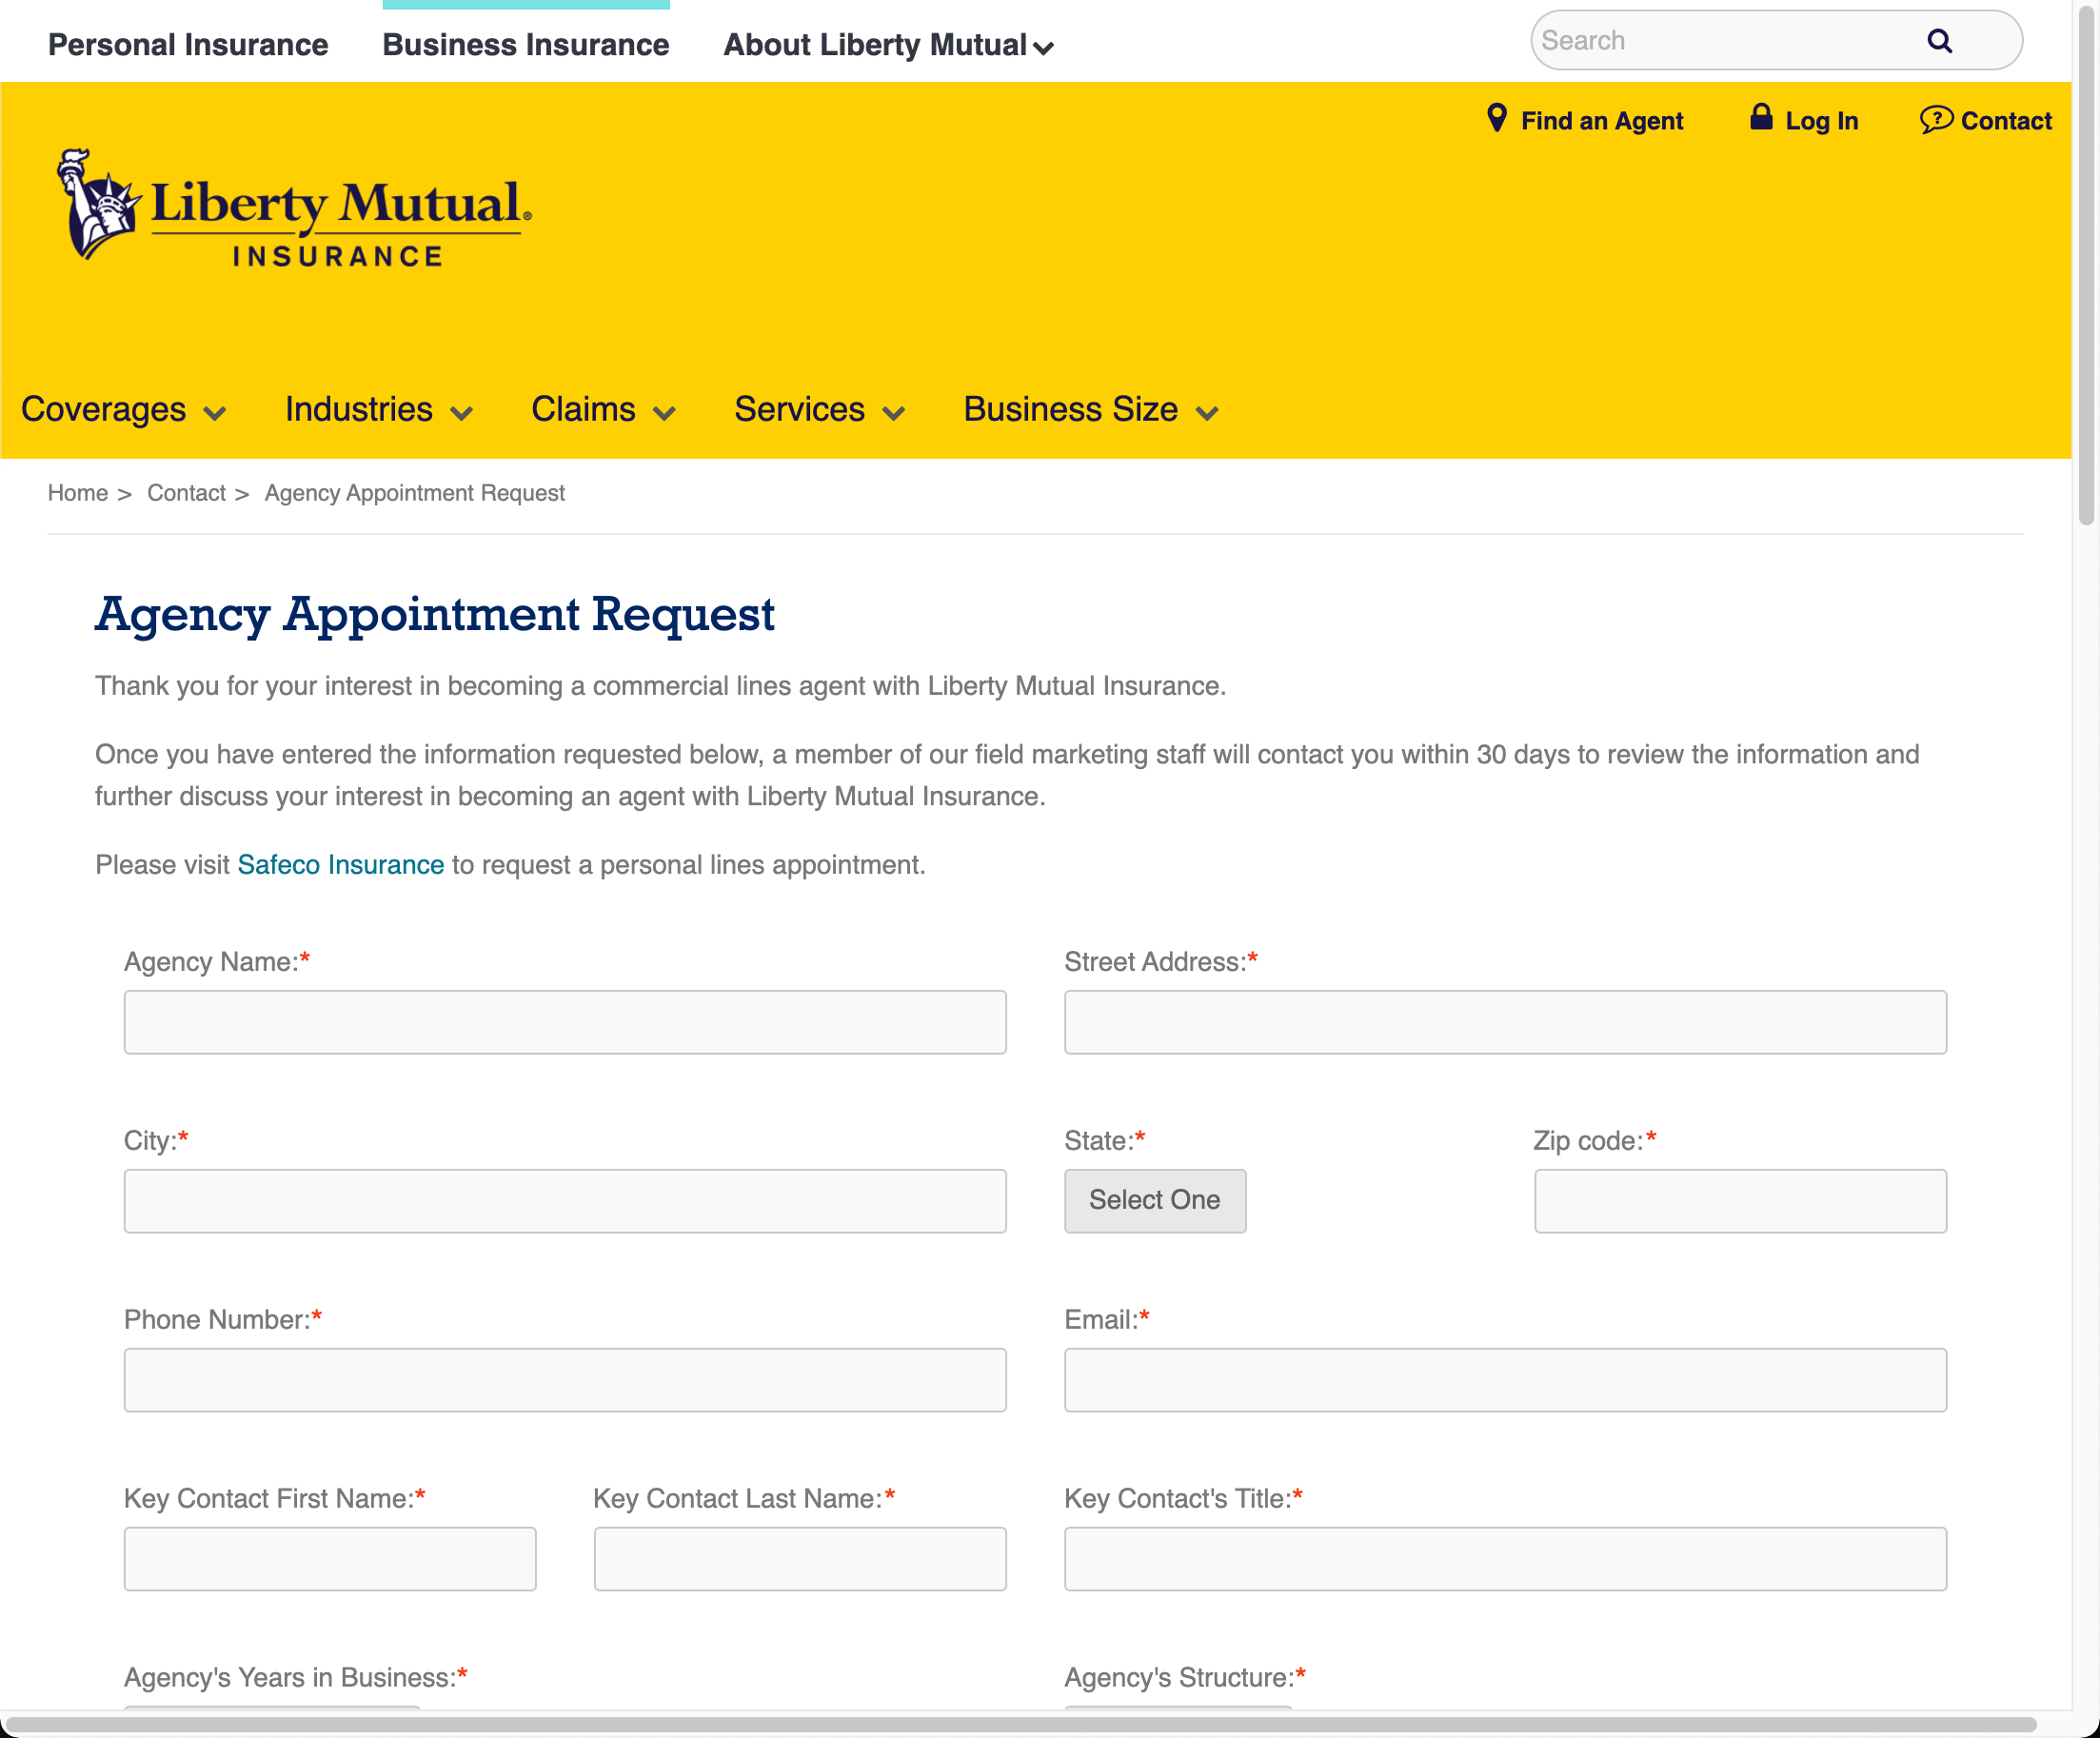 Personal Insurance Business Insurance About Liberty Mutual Search
Find an Agent Log In Contact
Liberty Mutual®
INSURANCE
Coverages Industries Claims Services Business Size
Home > Contact > Agency Appointment Request
Agency Appointment Request
Thank you for your interest in becoming a commercial lines agent with Liberty Mutual Insurance.
Once you have entered the information requested below, a member of our field marketing staff will contact you within 30 days to review the information and
further discuss your interest in becoming an agent with Liberty Mutual Insurance.
Please visit Safeco Insurance to request a personal lines appointment.
Agency Name:* Street Address:*
City:* State:* Zip code:*
Select One
Phone Number:* Email:*
Key Contact First Name:* Key Contact Last Name:* Key Contact's Title:*
Agency's Years in Business:* Agency's Structure:*